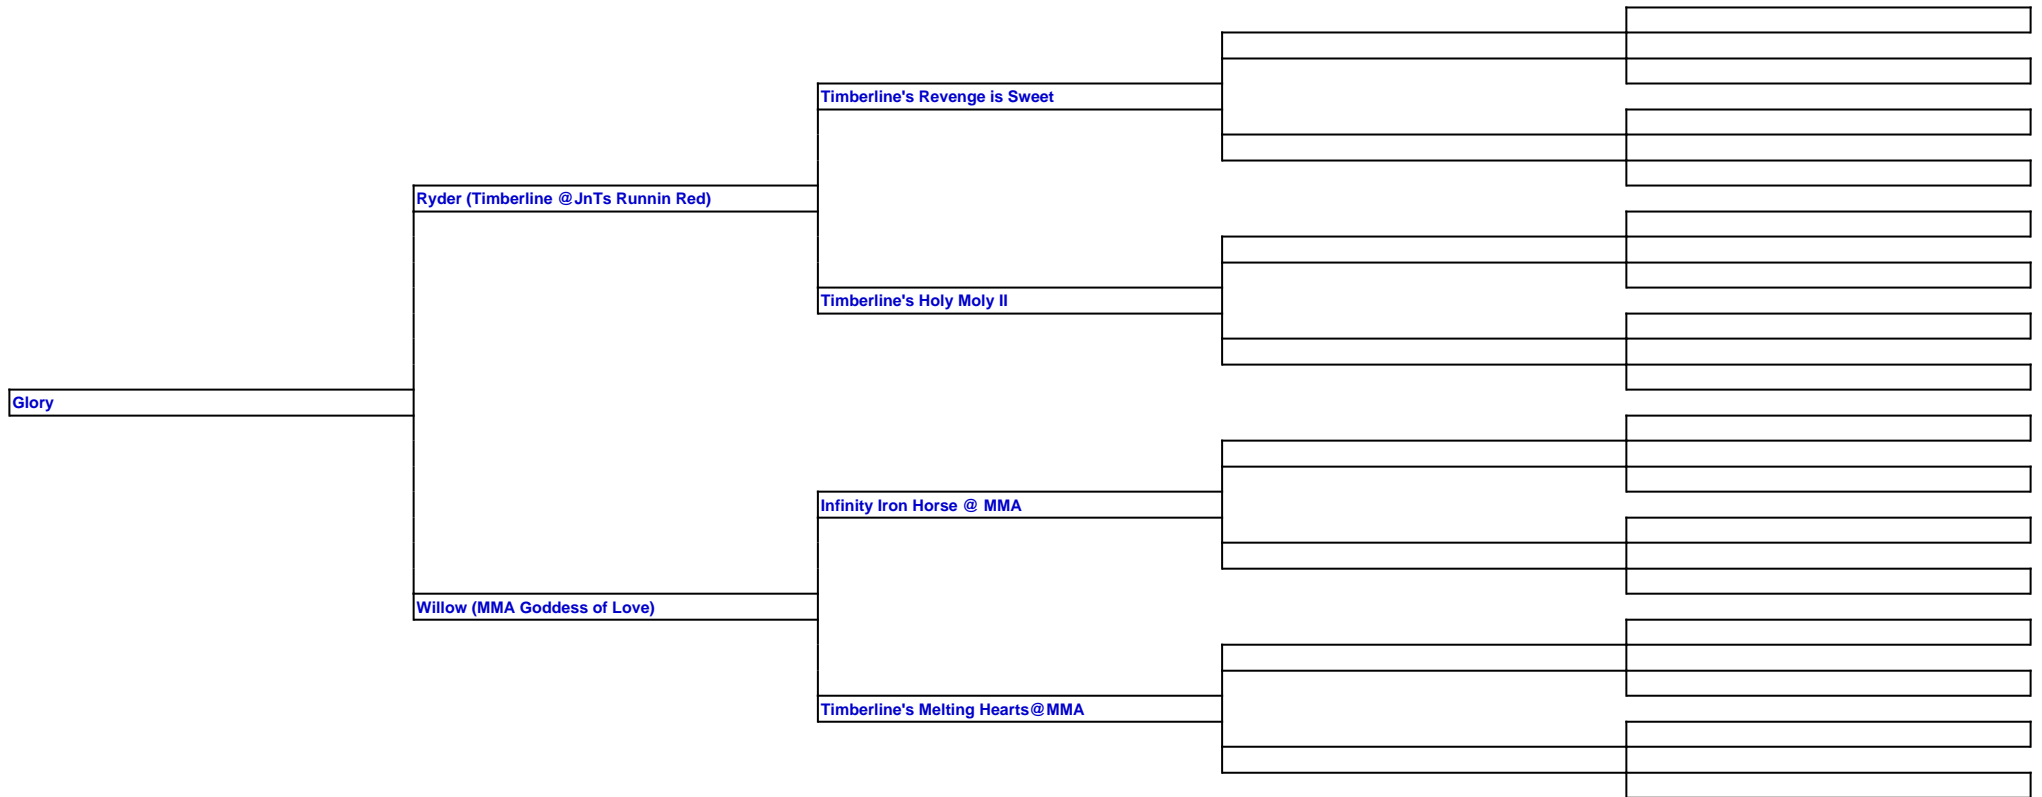 Timberline's Revenge is Sweet
Ryder (Timberline @JnTs Runnin Red)
Timberline's Holy Moly II
Glory
Infinity Iron Horse @ MMA
Willow (MMA Goddess of Love)
Timberline's Melting Hearts@MMA